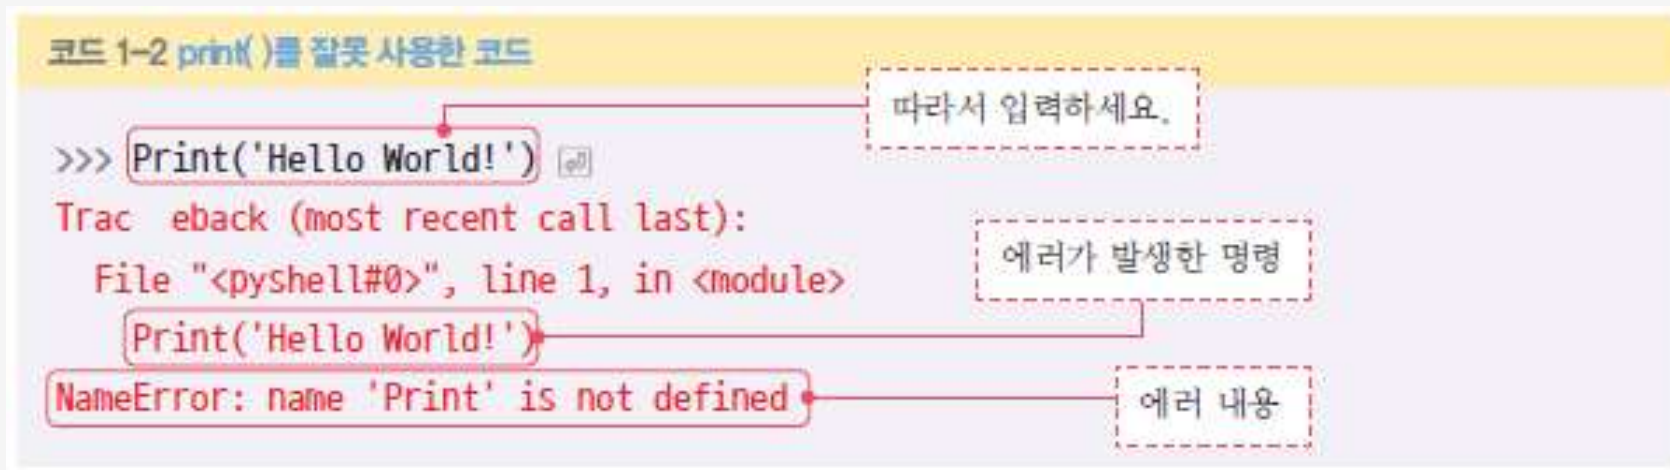 코드 1-2 print( )를 잘못 사용한 코드
따라서 입력하세요.
>>> Print('Hello World!')
Trac eback (most recent call last):
에러가 발생한 명령
File "<pyshell#0>", line 1, in <module>
Print('Hello World!')
NameError: name 'Print' is not defined
에러 내용